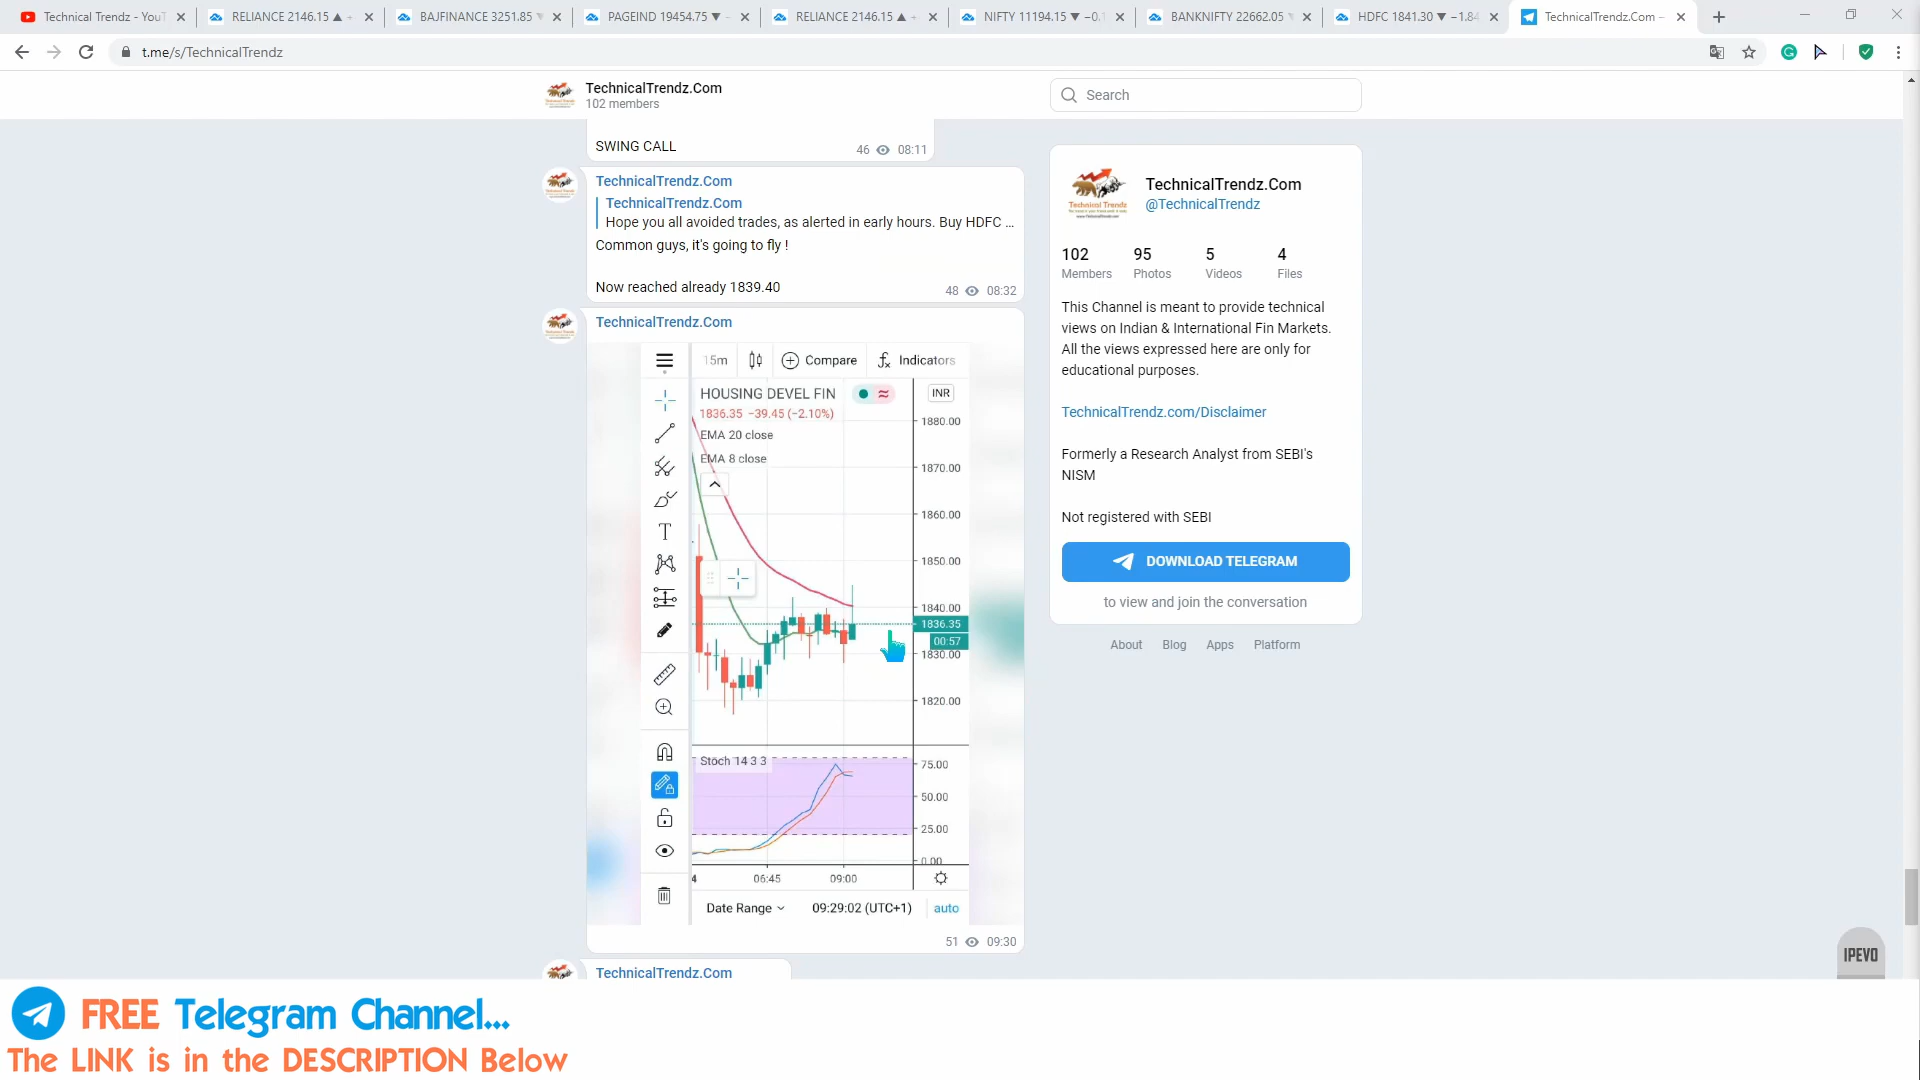 Technical Trendz - YouT
RELIANCE 2146.15 ▲
BAJFINANCE 3251.85 ▼
PAGEIND 19454.75 ▼
RELIANCE 2146.15 ▲
NIFTY 11194.15 ▼ −0.
BANKNIFTY 22662.05
HDFC 1841.30 ▼ −1.84
TechnicalTrendz.Com –
t.me/s/TechnicalTrendz
TechnicalTrendz.Com
102 members
Search
SWING CALL
46 08:11
TechnicalTrendz.Com
TechnicalTrendz.Com
Hope you all avoided trades, as alerted in early hours. Buy HDFC ...
Common guys, it's going to fly !
Now reached already 1839.40
48 08:32
TechnicalTrendz.Com
15m Compare Indicators
HOUSING DEVEL FIN
INR
1836.35 −39.45 (−2.10%)
EMA 20 close
EMA 8 close
1880.00
1870.00
1860.00
1850.00
1840.00
1836.35
00:57
1830.00
1820.00
Stoch 14 3 3
75.00
50.00
25.00
0.00
4 06:45 09:00
Date Range 09:29:02 (UTC+1) auto
51 09:30
TechnicalTrendz.Com
TechnicalTrendz.Com
@TechnicalTrendz
102 95 5 4
Members Photos Videos Files
This Channel is meant to provide technical
views on Indian & International Fin Markets.
All the views expressed here are only for
educational purposes.
TechnicalTrendz.com/Disclaimer
Formerly a Research Analyst from SEBI's
NISM
Not registered with SEBI
DOWNLOAD TELEGRAM
to view and join the conversation
About Blog Apps Platform
IPEVO
FREE Telegram Channel...
The LINK is in the DESCRIPTION Below